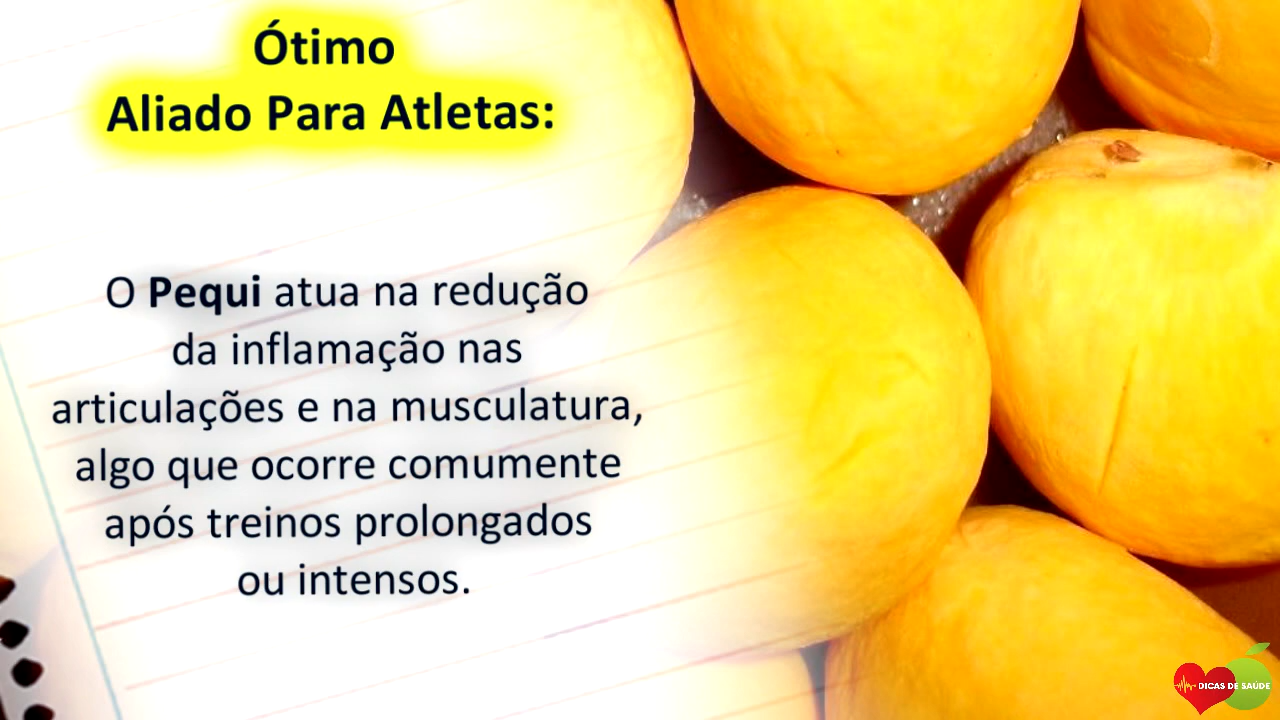 Ótimo
Aliado Para Atletas:
O Pequi atua na redução
da inflamação nas
articulações e na musculatura,
algo que ocorre comumente
após treinos prolongados
ou intensos.
DICAS DE SAÚDE